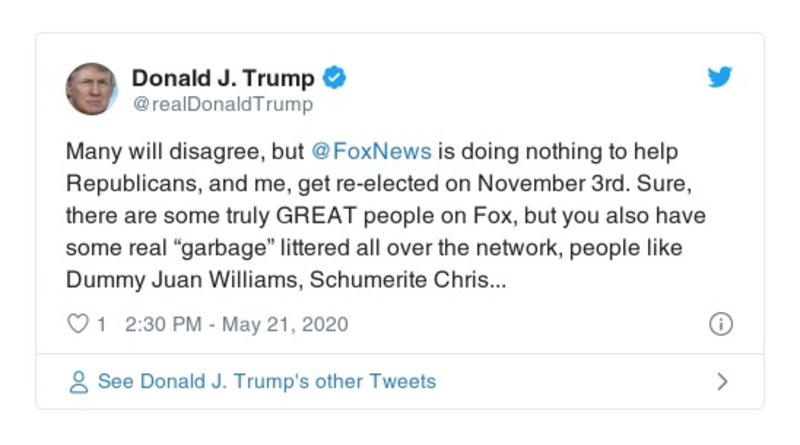 Donald J. Trump
@realDonaldTrump
Many will disagree, but @FoxNews is doing nothing to help
Republicans, and me, get re-elected on November 3rd. Sure,
there are some truly GREAT people on Fox, but you also have
some real “garbage” littered all over the network, people like
Dummy Juan Williams, Schumerite Chris...
1 2:30 PM - May 21, 2020
See Donald J. Trump's other Tweets